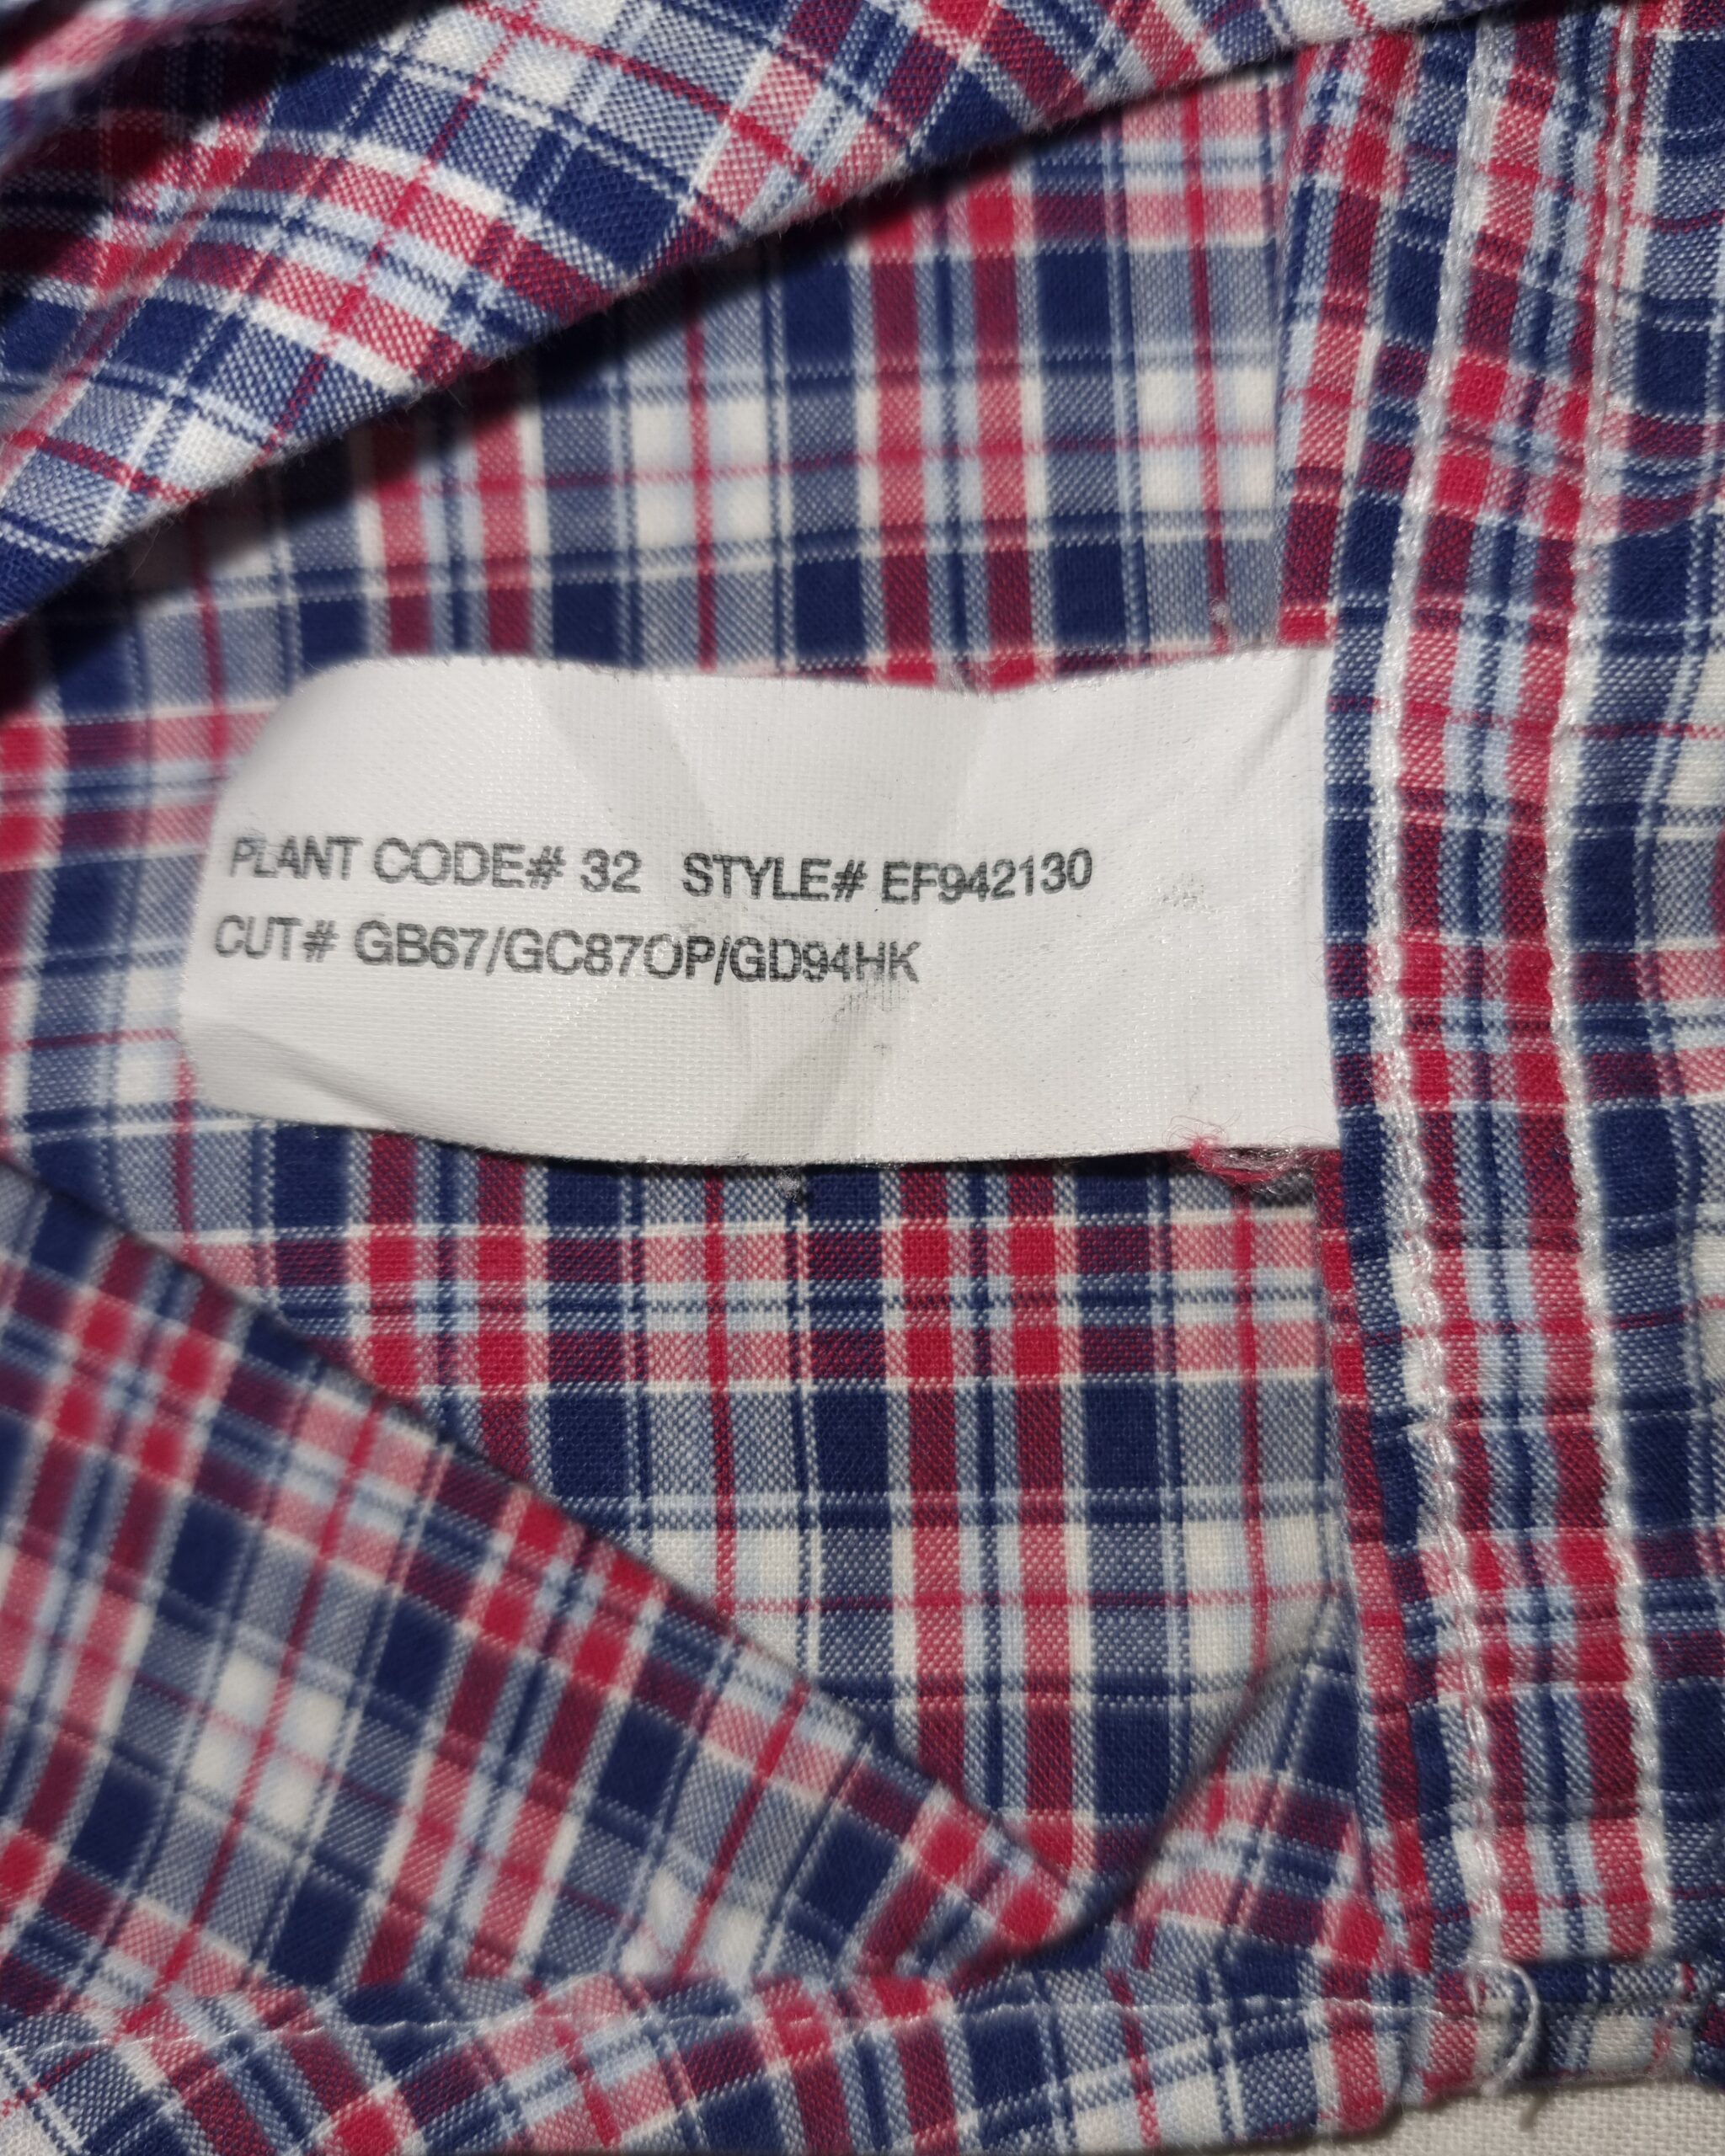 PLANT CODE# 32 STYLE# EF942130
CUT# GB67/GC87OP/GD94HK